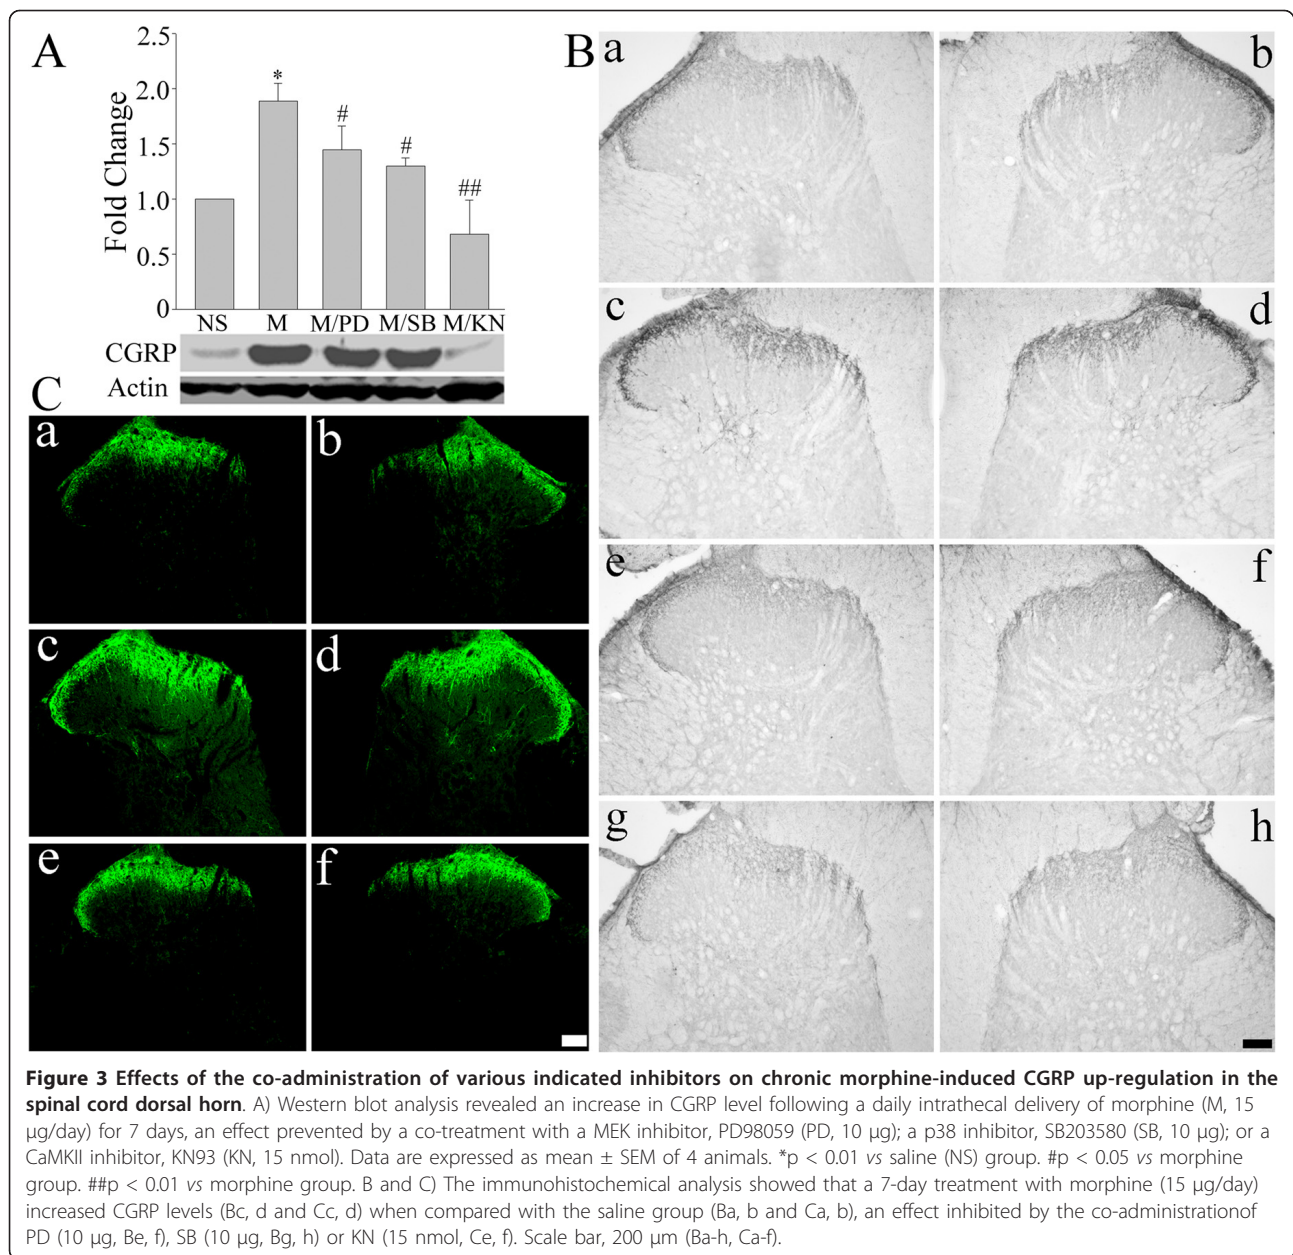 A
2.5
2.0
1.5
1.0
0.5
0
Fold Change
*
#
#
##
NS M M/PD M/SB M/KN
CGRP
Actin
B
a
b
c
d
e
f
g
h
C
a
b
c
d
e
f
Figure 3 Effects of the co-administration of various indicated inhibitors on chronic morphine-induced CGRP up-regulation in the
spinal cord dorsal horn. A) Western blot analysis revealed an increase in CGRP level following a daily intrathecal delivery of morphine (M, 15
μg/day) for 7 days, an effect prevented by a co-treatment with a MEK inhibitor, PD98059 (PD, 10 μg); a p38 inhibitor, SB203580 (SB, 10 μg); or a
CaMKII inhibitor, KN93 (KN, 15 nmol). Data are expressed as mean ± SEM of 4 animals. *p < 0.01 vs saline (NS) group. #p < 0.05 vs morphine
group. ##p < 0.01 vs morphine group. B and C) The immunohistochemical analysis showed that a 7-day treatment with morphine (15 μg/day)
increased CGRP levels (Bc, d and Cc, d) when compared with the saline group (Ba, b and Ca, b), an effect inhibited by the co-administrationof
PD (10 μg, Be, f), SB (10 μg, Bg, h) or KN (15 nmol, Ce, f). Scale bar, 200 μm (Ba-h, Ca-f).